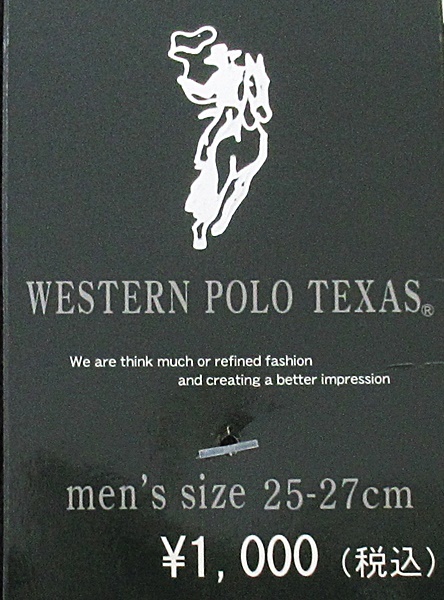 WESTERN POLO TEXAS®
We are think much or refined fashion
and creating a better impression
men's size 25-27cm
¥1,000 (税込)